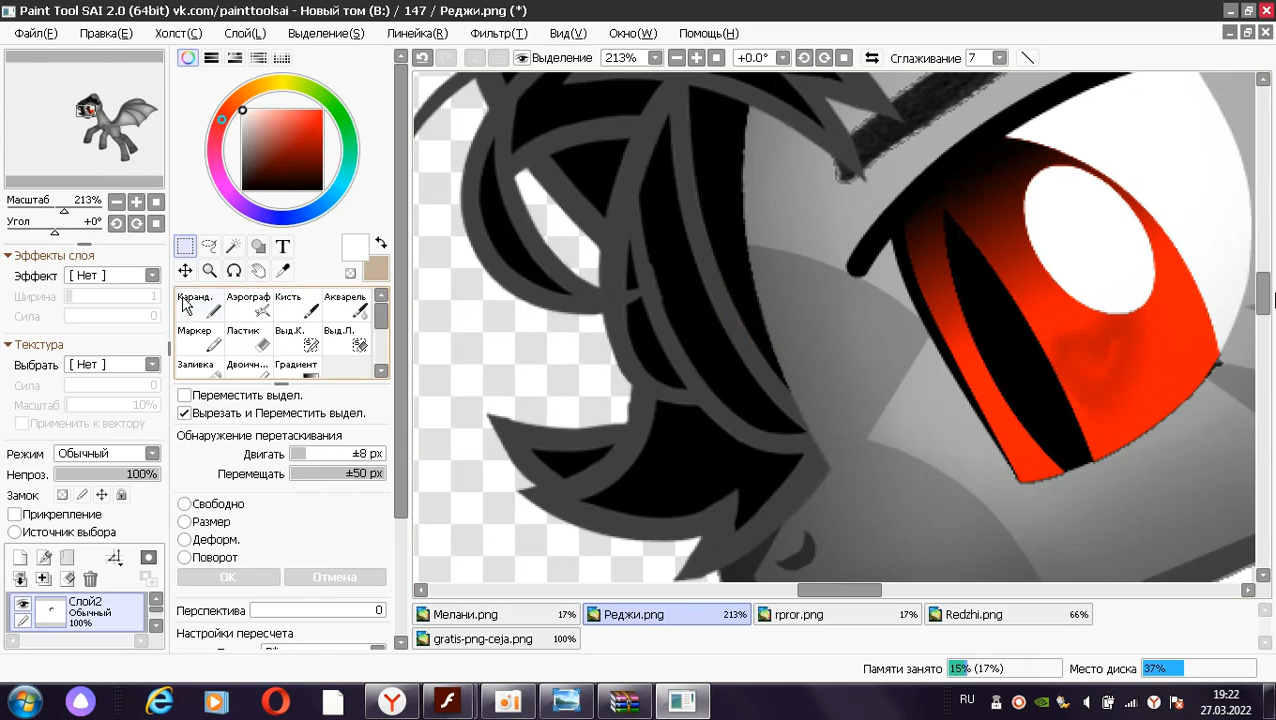 Paint Tool SAI 2.0 (64bit) vk.com/painttoolsai - Новый том (B:) / 147 / Реджи.png (*)
Файл(F) Правка(E) Холст(C) Слой(L) Выделение(S) Линейка(R) Фильтр(T) Вид(V) Окно(W) Помощь(H)
Выделение 213% +0.0° Сглаживание 7
Масштаб 213%
Угол +0°
Эффекты слоя
Эффект [ Нет ]
Ширина 1
Сила 0
Текстура
Выбрать [ Нет ]
Сила 0
Масштаб 10%
Применить к вектору
Режим Обычный
Непроз. 100%
Замок
Прикрепление
Источник выбора
Слой2
Обычный
100%
T
Каранд. Аэрограф Кисть Акварель
Маркер Ластик Выд.К. Выд.Л.
Заливка Двоичн... Градиент
Переместить выдел.
Вырезать и Переместить выдел.
Обнаружение перетаскивания
Двигать ±8 px
Перемещать ±50 px
Свободно
Размер
Деформ.
Поворот
OK Отмена
Перспектива 0
Настройки пересчета
Мелани.png 17% Реджи.png 213% rpror.png 17% Redzhi.png 66%
gratis-png-ceja.png 100%
Памяти занято 15% (17%) Место диска 37%
RU 19:22
27.03.2022